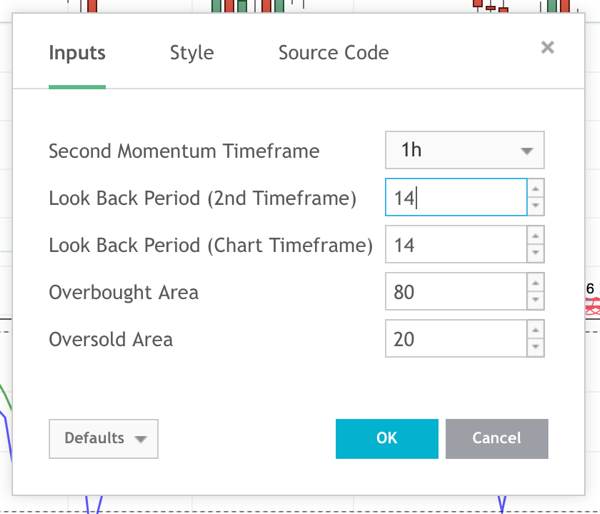 Inputs Style Source Code ×
Second Momentum Timeframe 1h
Look Back Period (2nd Timeframe) 14
Look Back Period (Chart Timeframe) 14
Overbought Area 80
6
Oversold Area 20
Defaults OK Cancel